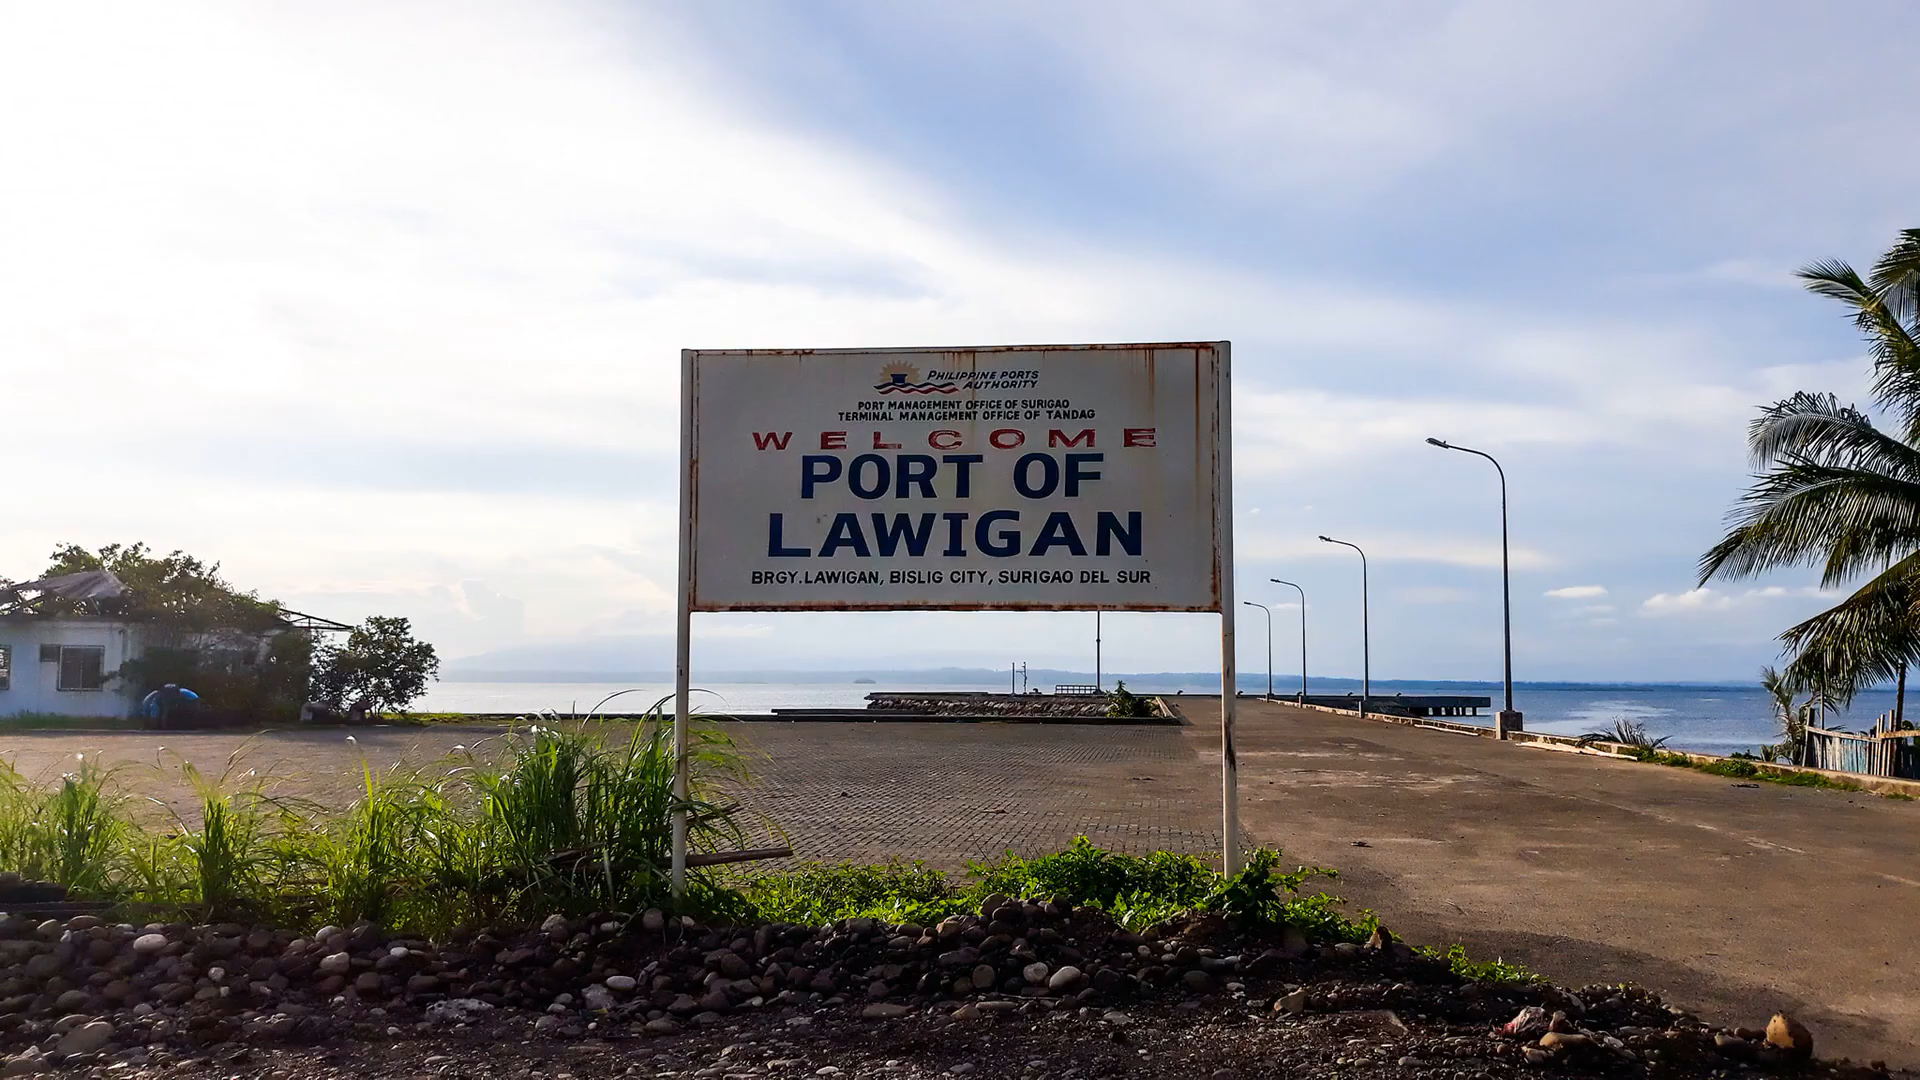 PHILIPPINE PORTS
AUTHORITY
PORT MANAGEMENT OFFICE OF SURIGAO
TERMINAL MANAGEMENT OFFICE OF TANDAG
WELCOME
PORT OF
LAWIGAN
BRGY.LAWIGAN, BISLIG CITY, SURIGAO DEL SUR